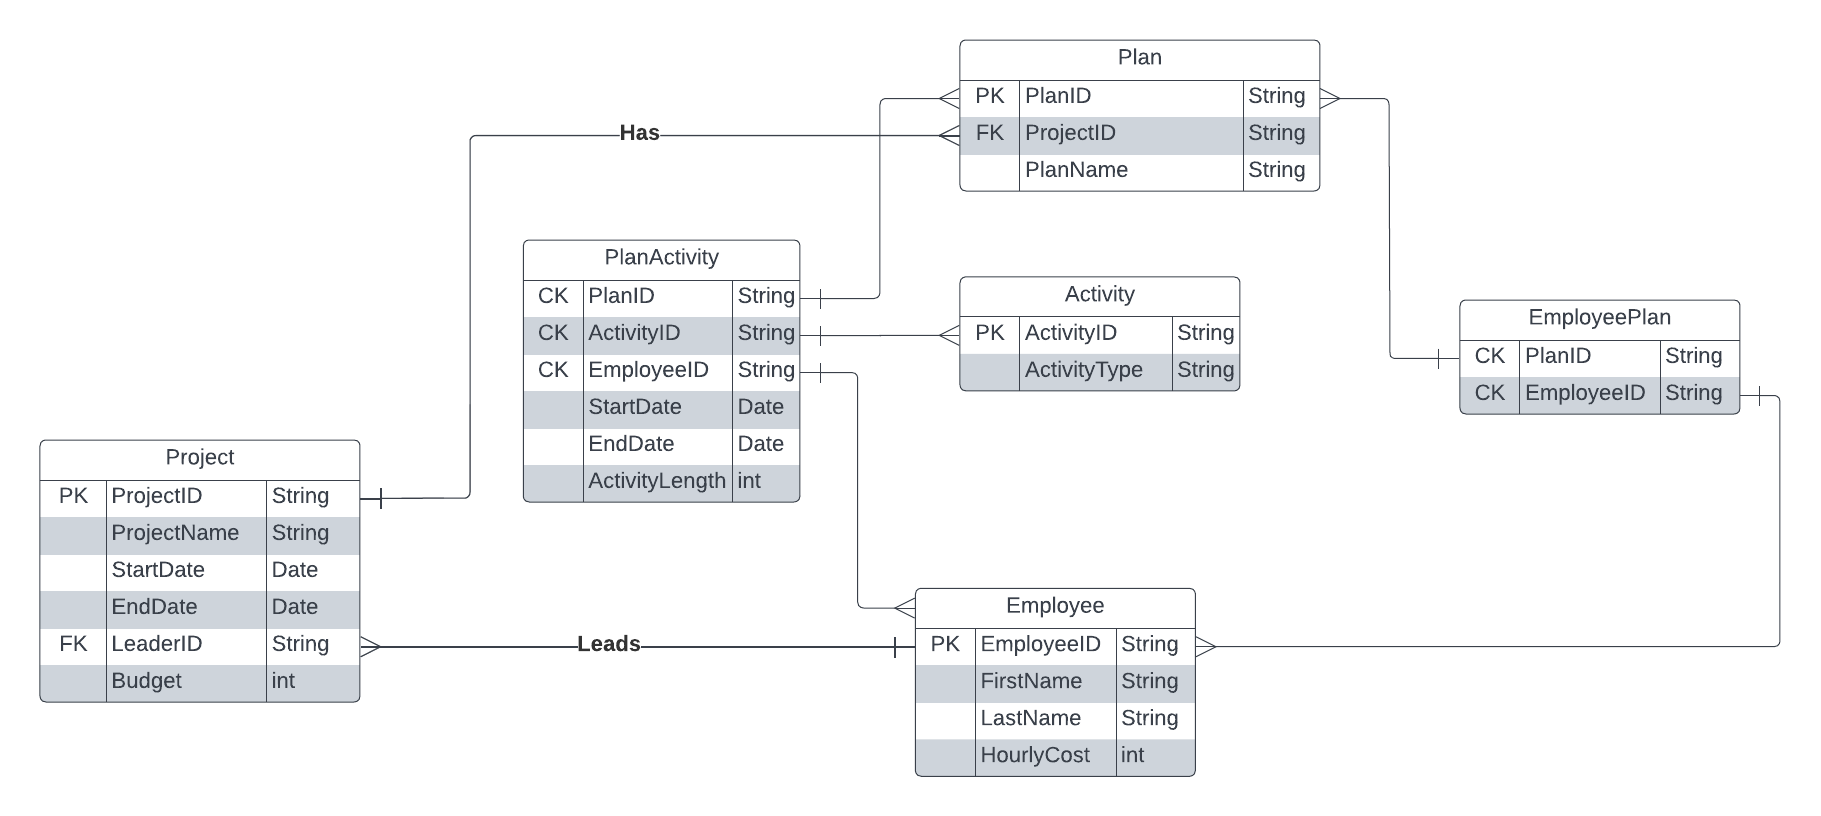 Plan
PK PlanID String
FK ProjectID String
PlanName String
Has
PlanActivity
CK PlanID String
CK ActivityID String
CK EmployeeID String
StartDate Date
EndDate Date
ActivityLength int
Activity
PK ActivityID String
ActivityType String
EmployeePlan
CK PlanID String
CK EmployeeID String
Project
PK ProjectID String
ProjectName String
StartDate Date
EndDate Date
FK LeaderID String
Budget int
Leads
Employee
PK EmployeeID String
FirstName String
LastName String
HourlyCost int